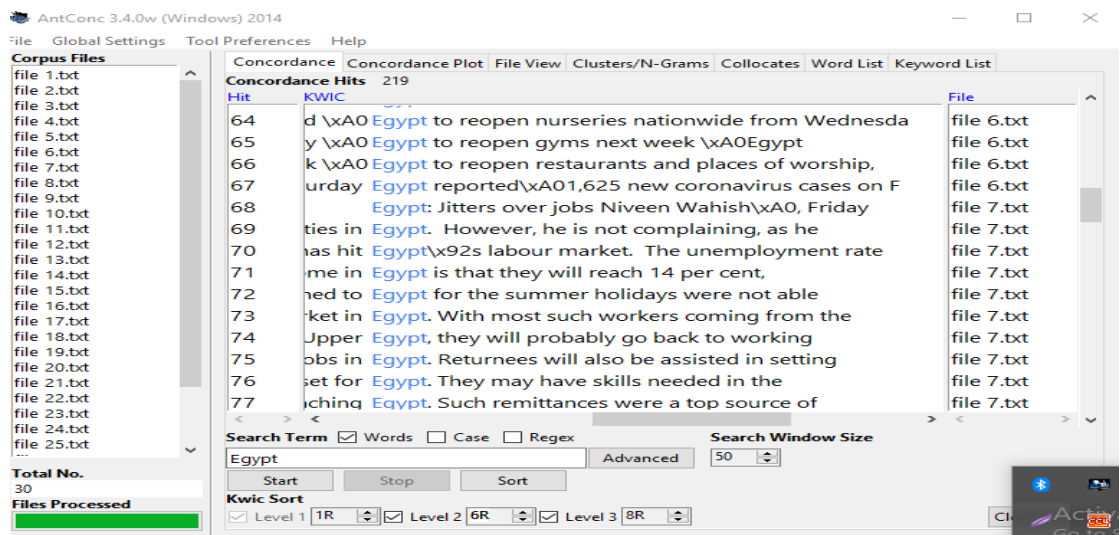 AntConc 3.4.0w (Windows) 2014
File Global Settings Tool Preferences Help
Corpus Files
file 1.txt
file 2.txt
file 3.txt
file 4.txt
file 5.txt
file 6.txt
file 7.txt
file 8.txt
file 9.txt
file 10.txt
file 11.txt
file 12.txt
file 13.txt
file 14.txt
file 15.txt
file 16.txt
file 17.txt
file 18.txt
file 19.txt
file 20.txt
file 21.txt
file 22.txt
file 23.txt
file 24.txt
file 25.txt
Total No.
30
Files Processed
Concordance Concordance Plot File View Clusters/N-Grams Collocates Word List Keyword List
Concordance Hits 219
Hit KWIC File
64 d \xA0 Egypt to reopen nurseries nationwide from Wednesda file 6.txt
65 y \xA0 Egypt to reopen gyms next week \xA0Egypt file 6.txt
66 k \xA0 Egypt to reopen restaurants and places of worship, file 6.txt
67 urday Egypt reported\xA01,625 new coronavirus cases on F file 6.txt
68 Egypt: Jitters over jobs Niveen Wahish\xA0, Friday file 7.txt
69 ties in Egypt. However, he is not complaining, as he file 7.txt
70 has hit Egypt\x92s labour market. The unemployment rate file 7.txt
71 me in Egypt is that they will reach 14 per cent, file 7.txt
72 ned to Egypt for the summer holidays were not able file 7.txt
73 ket in Egypt. With most such workers coming from the file 7.txt
74 Upper Egypt, they will probably go back to working file 7.txt
75 obs in Egypt. Returnees will also be assisted in setting file 7.txt
76 set for Egypt. They may have skills needed in the file 7.txt
77 ching Egypt. Such remittances were a top source of file 7.txt
Search Term Words Case Regex Search Window Size
Egypt Advanced 50
Start Stop Sort
Kwic Sort
Level 1 1R Level 2 6R Level 3 8R